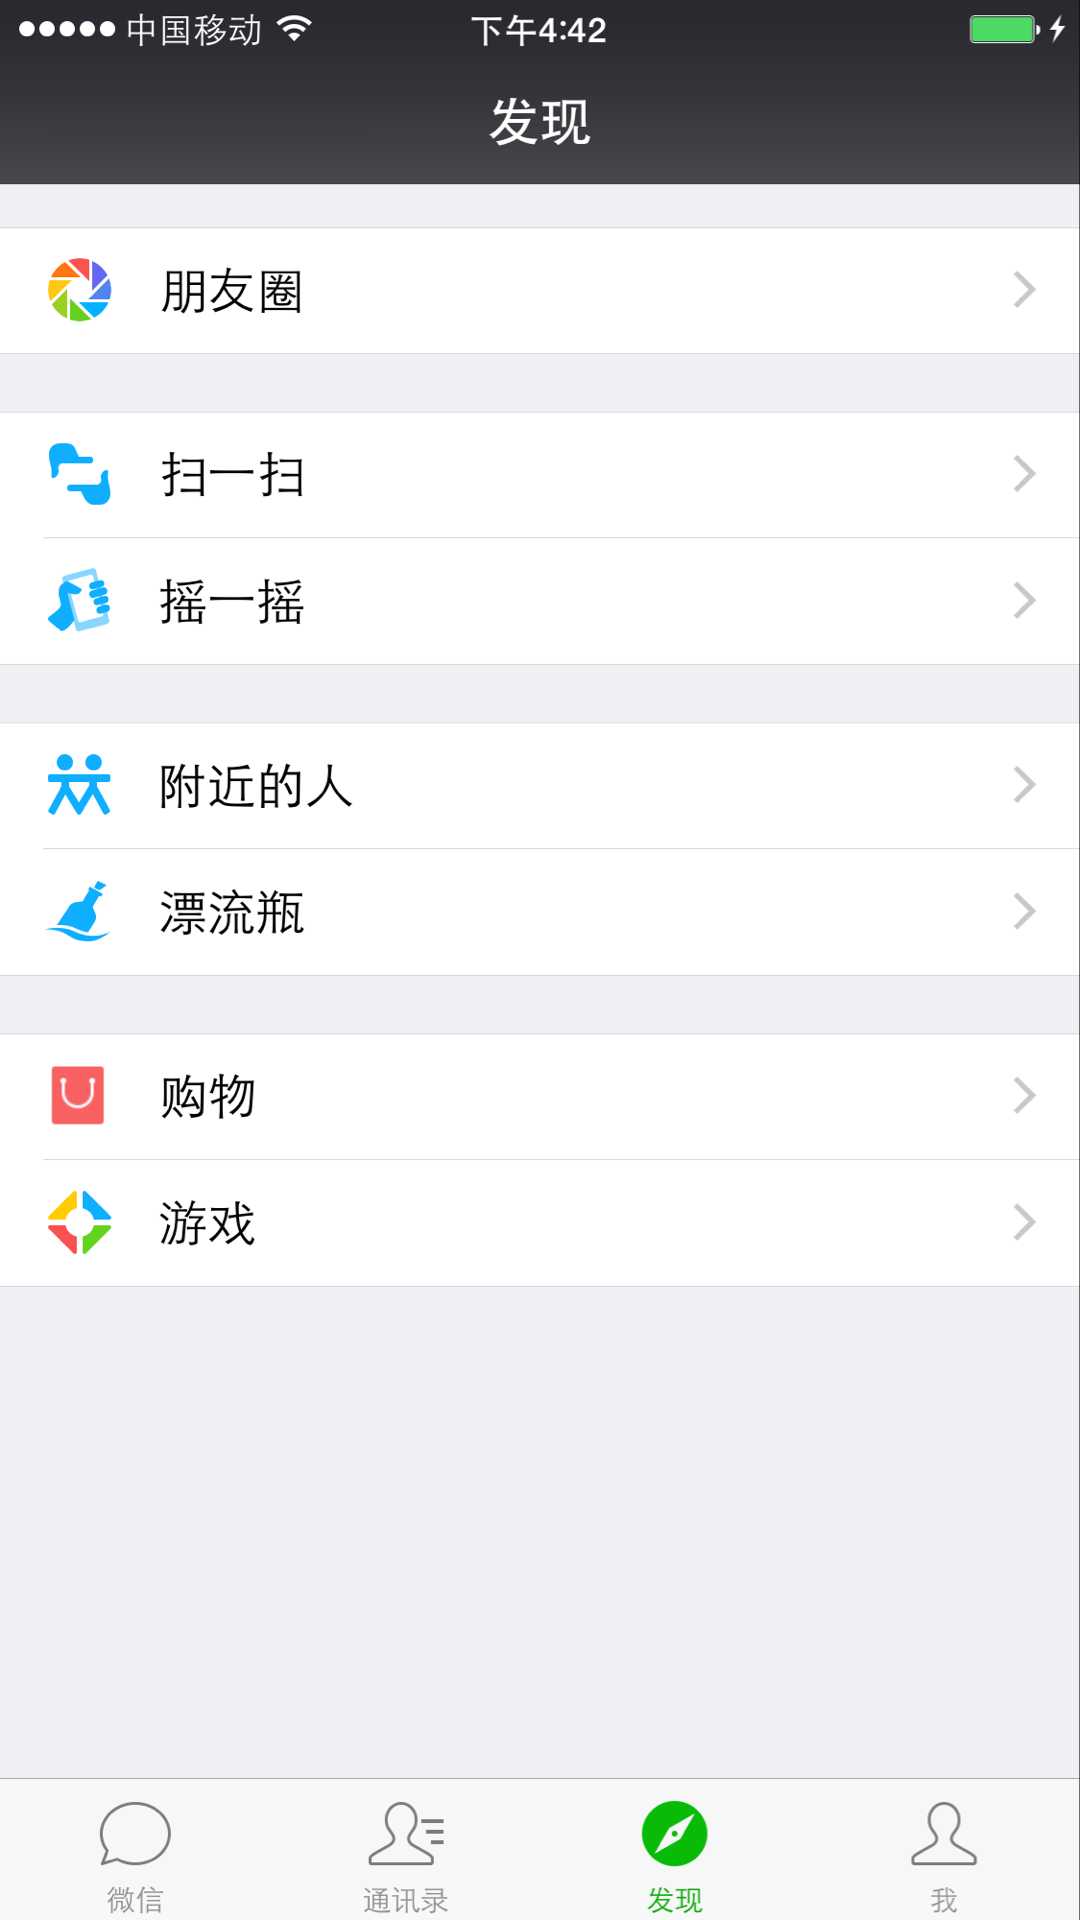 中国移动 下午4:42
发现
朋友圈
扫一扫
摇一摇
附近的人
漂流瓶
购物
游戏
微信 通讯录 发现 我